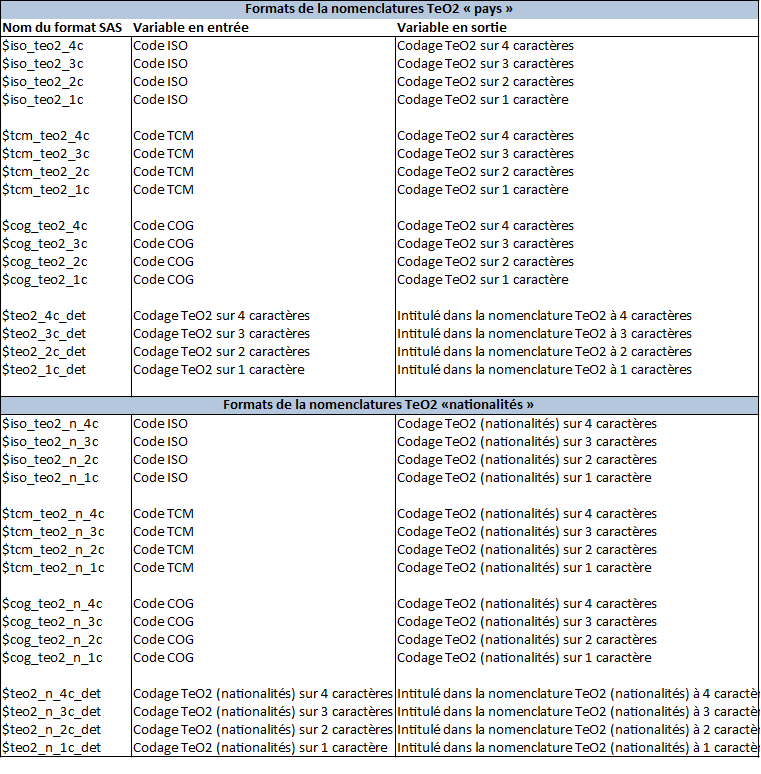 Formats de la nomenclatures TeO2 « pays »
Nom du format SAS Variable en entrée Variable en sortie
$iso_teo2_4c Code ISO Codage TeO2 sur 4 caractères
$iso_teo2_3c Code ISO Codage TeO2 sur 3 caractères
$iso_teo2_2c Code ISO Codage TeO2 sur 2 caractères
$iso_teo2_1c Code ISO Codage TeO2 sur 1 caractère
$tcm_teo2_4c Code TCM Codage TeO2 sur 4 caractères
$tcm_teo2_3c Code TCM Codage TeO2 sur 3 caractères
$tcm_teo2_2c Code TCM Codage TeO2 sur 2 caractères
$tcm_teo2_1c Code TCM Codage TeO2 sur 1 caractère
$cog_teo2_4c Code COG Codage TeO2 sur 4 caractères
$cog_teo2_3c Code COG Codage TeO2 sur 3 caractères
$cog_teo2_2c Code COG Codage TeO2 sur 2 caractères
$cog_teo2_1c Code COG Codage TeO2 sur 1 caractère
$teo2_4c_det Codage TeO2 sur 4 caractères Intitulé dans la nomenclature TeO2 à 4 caractères
$teo2_3c_det Codage TeO2 sur 3 caractères Intitulé dans la nomenclature TeO2 à 3 caractères
$teo2_2c_det Codage TeO2 sur 2 caractères Intitulé dans la nomenclature TeO2 à 2 caractères
$teo2_1c_det Codage TeO2 sur 1 caractère Intitulé dans la nomenclature TeO2 à 1 caractères
Formats de la nomenclatures TeO2 «nationalités »
$iso_teo2_n_4c Code ISO Codage TeO2 (nationalités) sur 4 caractères
$iso_teo2_n_3c Code ISO Codage TeO2 (nationalités) sur 3 caractères
$iso_teo2_n_2c Code ISO Codage TeO2 (nationalités) sur 2 caractères
$iso_teo2_n_1c Code ISO Codage TeO2 (nationalités) sur 1 caractère
$tcm_teo2_n_4c Code TCM Codage TeO2 (nationalités) sur 4 caractères
$tcm_teo2_n_3c Code TCM Codage TeO2 (nationalités) sur 3 caractères
$tcm_teo2_n_2c Code TCM Codage TeO2 (nationalités) sur 2 caractères
$tcm_teo2_n_1c Code TCM Codage TeO2 (nationalités) sur 1 caractère
$cog_teo2_n_4c Code COG Codage TeO2 (nationalités) sur 4 caractères
$cog_teo2_n_3c Code COG Codage TeO2 (nationalités) sur 3 caractères
$cog_teo2_n_2c Code COG Codage TeO2 (nationalités) sur 2 caractères
$cog_teo2_n_1c Code COG Codage TeO2 (nationalités) sur 1 caractère
$teo2_n_4c_det Codage TeO2 (nationalités) sur 4 caractères Intitulé dans la nomenclature TeO2 (nationalités) à 4 caractère
$teo2_n_3c_det Codage TeO2 (nationalités) sur 3 caractères Intitulé dans la nomenclature TeO2 (nationalités) à 3 caractère
$teo2_n_2c_det Codage TeO2 (nationalités) sur 2 caractères Intitulé dans la nomenclature TeO2 (nationalités) à 2 caractère
$teo2_n_1c_det Codage TeO2 (nationalités) sur 1 caractère Intitulé dans la nomenclature TeO2 (nationalités) à 1 caractère